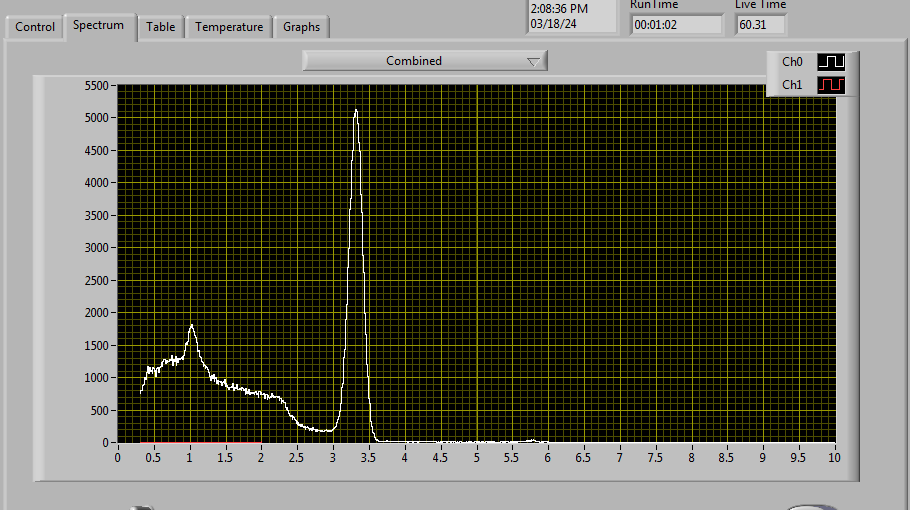 RunTime
Live Time
2:08:36 PM
03/18/24
00:01:02
60.31
Control
Spectrum
Table
Temperature
Graphs
Combined
Ch0
Ch1
5500
5000
4500
4000
3500
3000
2500
2000
1500
1000
500
0
0 0.5 1 1.5 2 2.5 3 3.5 4 4.5 5 5.5 6 6.5 7 7.5 8 8.5 9 9.5 10